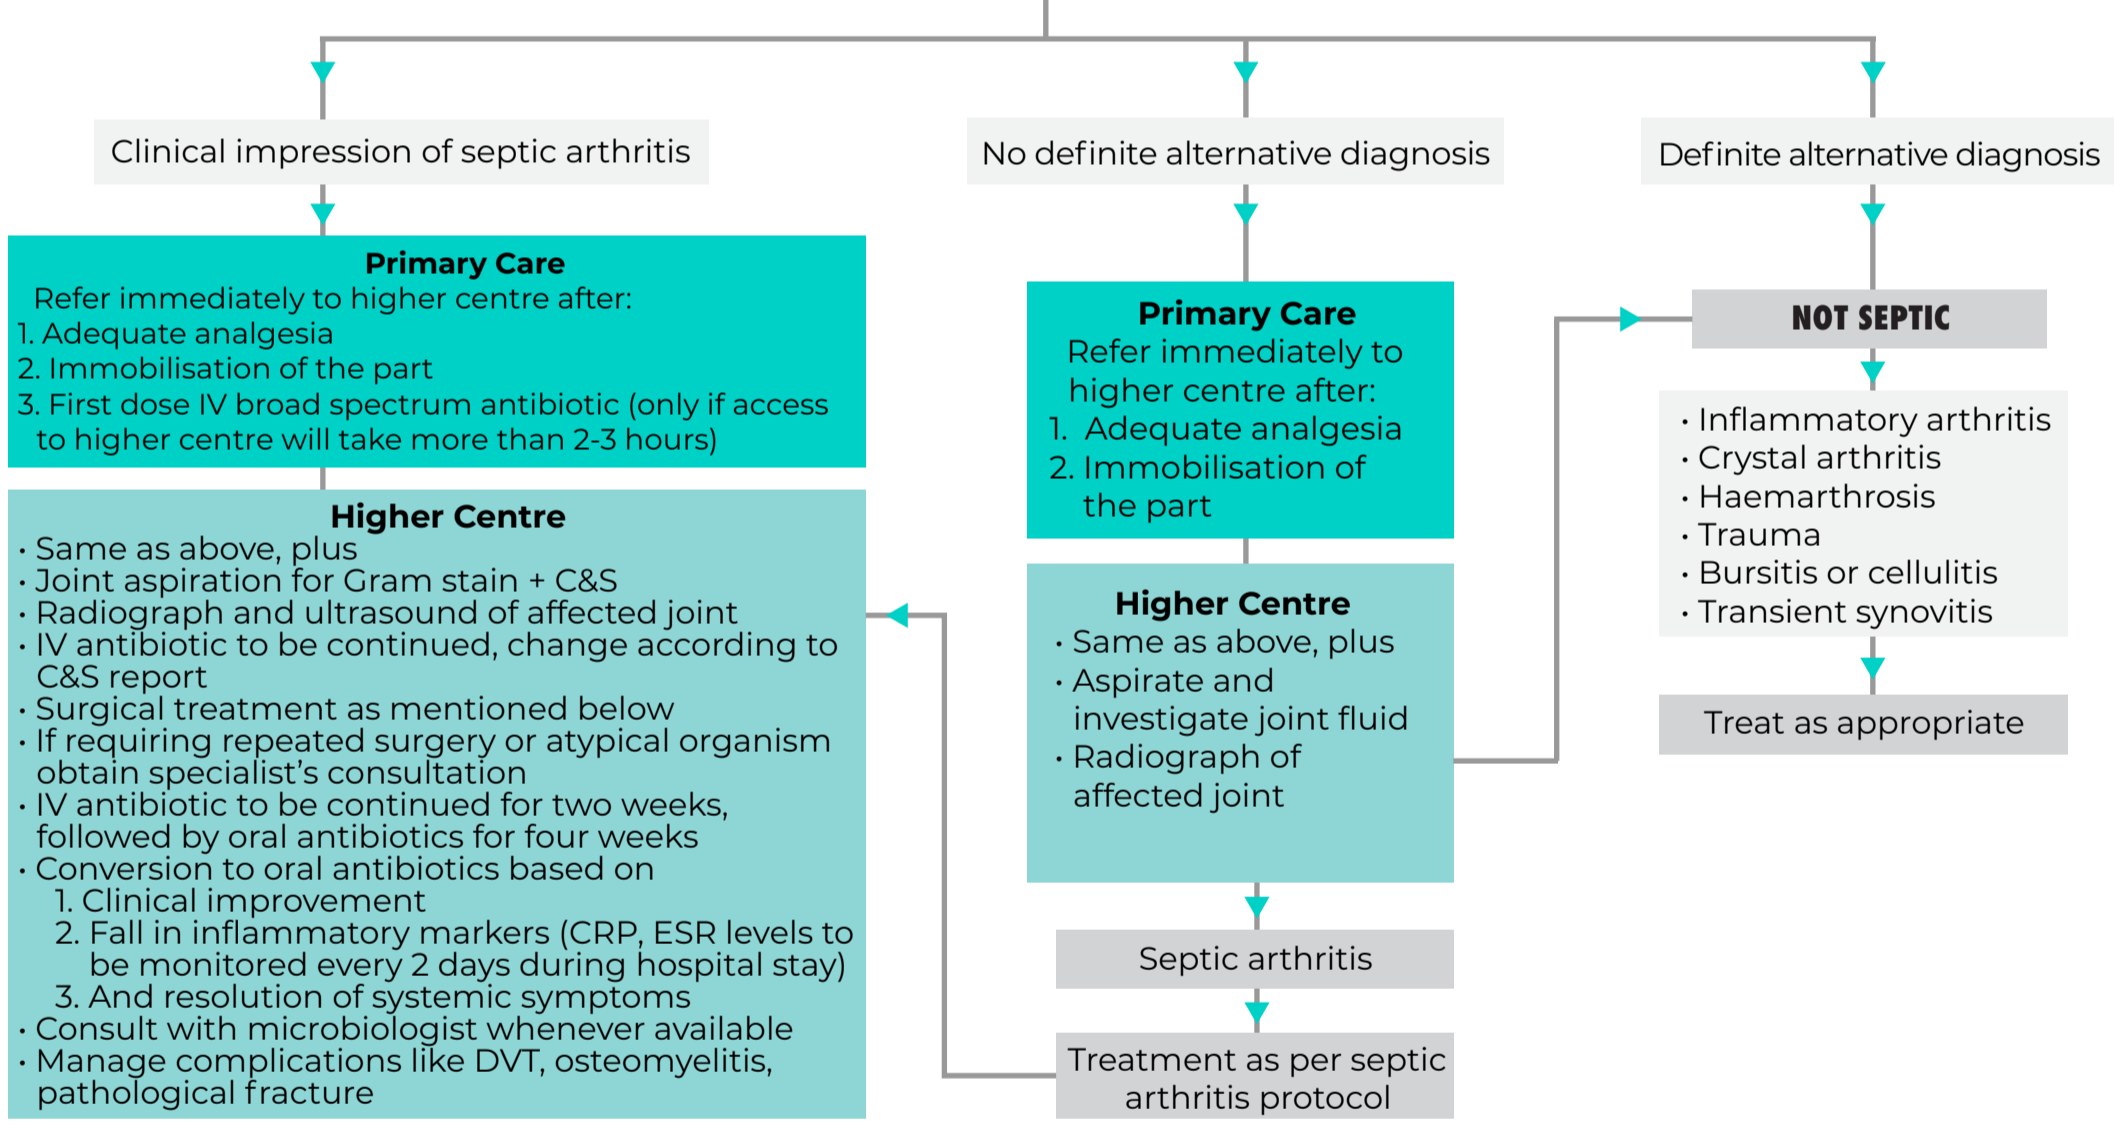 Clinical impression of septic arthritis
Primary Care
Refer immediately to higher centre after:
1. Adequate analgesia
2. Immobilisation of the part
3. First dose IV broad spectrum antibiotic (only if access
to higher centre will take more than 2-3 hours)
Higher Centre
· Same as above, plus
· Joint aspiration for Gram stain + C&S
· Radiograph and ultrasound of affected joint
· IV antibiotic to be continued, change according to
C&S report
· Surgical treatment as mentioned below
· If requiring repeated surgery or atypical organism
obtain specialist’s consultation
· IV antibiotic to be continued for two weeks,
followed by oral antibiotics for four weeks
· Conversion to oral antibiotics based on
1. Clinical improvement
2. Fall in inflammatory markers (CRP, ESR levels to
be monitored every 2 days during hospital stay)
3. And resolution of systemic symptoms
· Consult with microbiologist whenever available
· Manage complications like DVT, osteomyelitis,
pathological fracture
No definite alternative diagnosis
Primary Care
Refer immediately to
higher centre after:
1. Adequate analgesia
2. Immobilisation of
the part
Higher Centre
· Same as above, plus
· Aspirate and
investigate joint fluid
· Radiograph of
affected joint
Septic arthritis
Treatment as per septic
arthritis protocol
Definite alternative diagnosis
NOT SEPTIC
· Inflammatory arthritis
· Crystal arthritis
· Haemarthrosis
· Trauma
· Bursitis or cellulitis
· Transient synovitis
Treat as appropriate